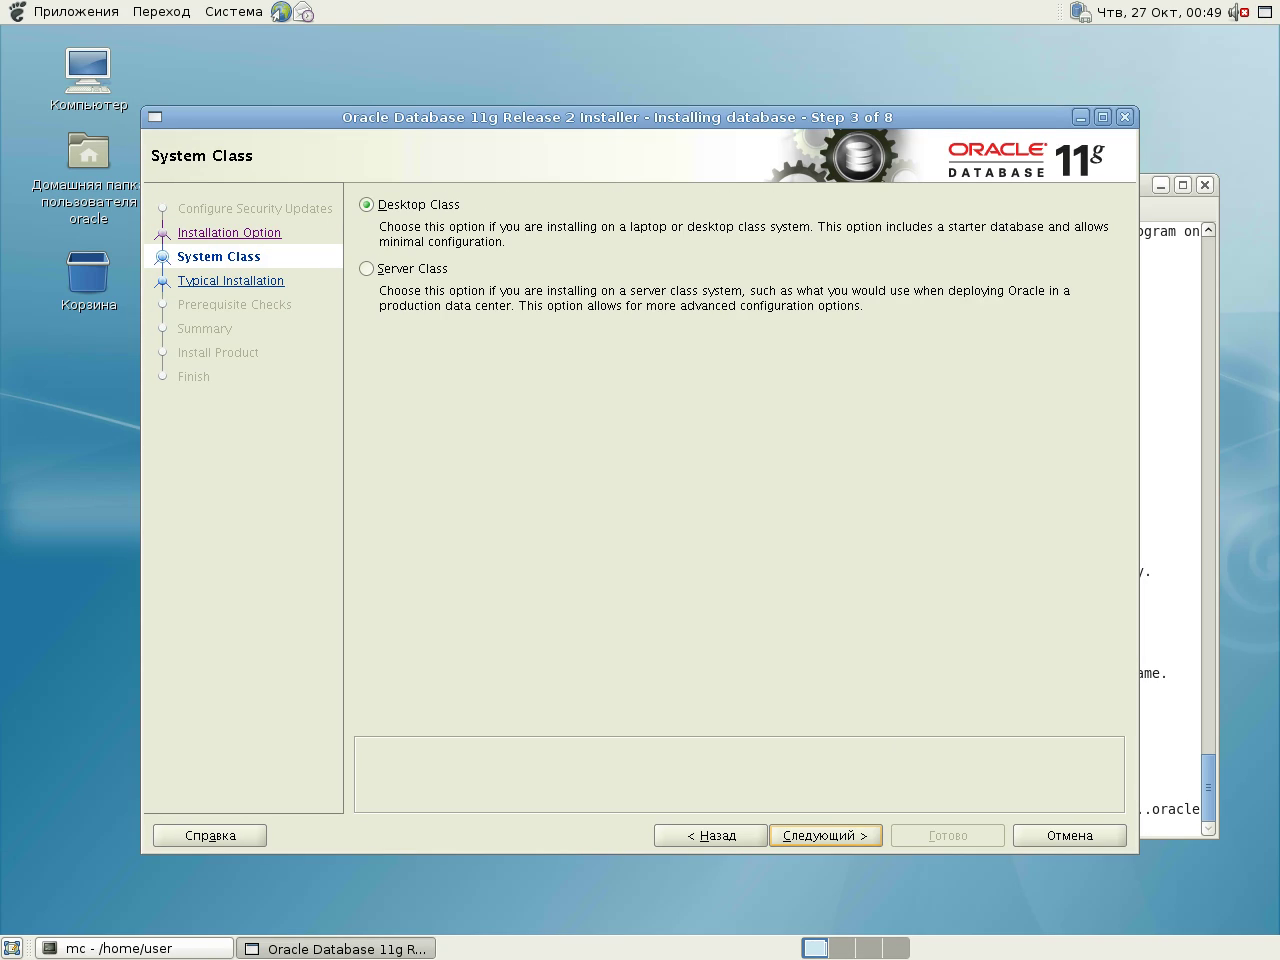 Приложения Переход Система
Чтв, 27 Окт, 00:49
Компьютер
Домашняя папк
пользователя
oracle
Корзина
Oracle Database 11g Release 2 Installer - Installing database - Step 3 of 8
System Class
ORACLE
DATABASE
11g
Configure Security Updates
Installation Option
System Class
Typical Installation
Prerequisite Checks
Summary
Install Product
Finish
Desktop Class
Choose this option if you are installing on a laptop or desktop class system. This option includes a starter database and allows
minimal configuration.
Server Class
Choose this option if you are installing on a server class system, such as what you would use when deploying Oracle in a
production data center. This option allows for more advanced configuration options.
ogram on
y.
ame.
..oracle
Справка
< Назад
Следующий >
Готово
Отмена
mc - /home/user
Oracle Database 11g R...